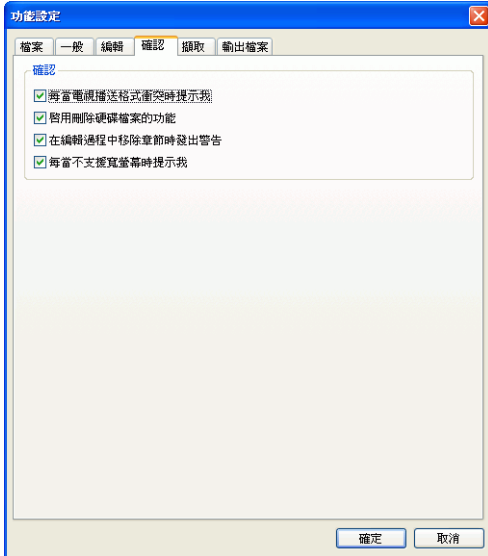 功能設定
檔案 一般 編輯 確認 擷取 輸出檔案
確認
每當電視播送格式衝突時提示我
啟用刪除硬碟檔案的功能
在編輯過程中移除章節時發出警告
每當不支援寬螢幕時提示我
確定 取消